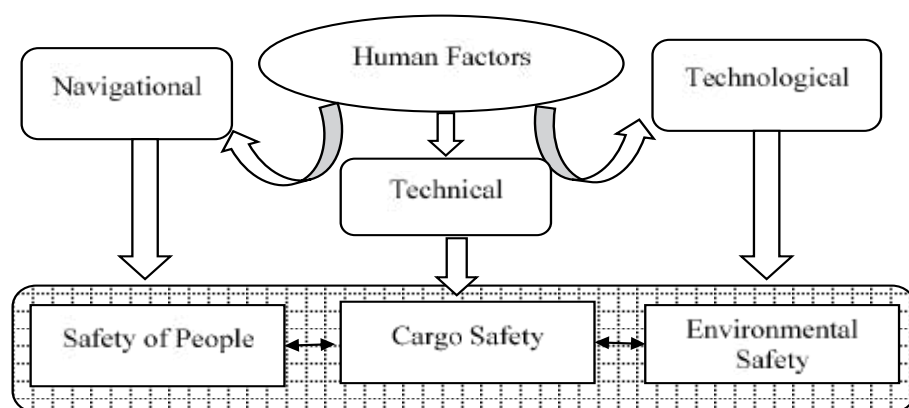 Human Factors
Navigational
Technological
Technical
Safety of People
Cargo Safety
Environmental
Safety